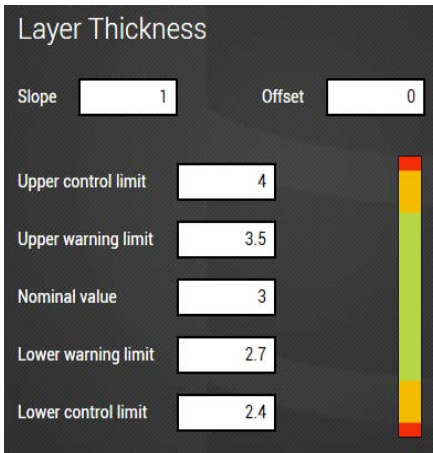 Layer Thickness
Slope 1 Offset 0
Upper control limit 4
Upper warning limit 3.5
Nominal value 3
Lower warning limit 2.7
Lower control limit 2.4